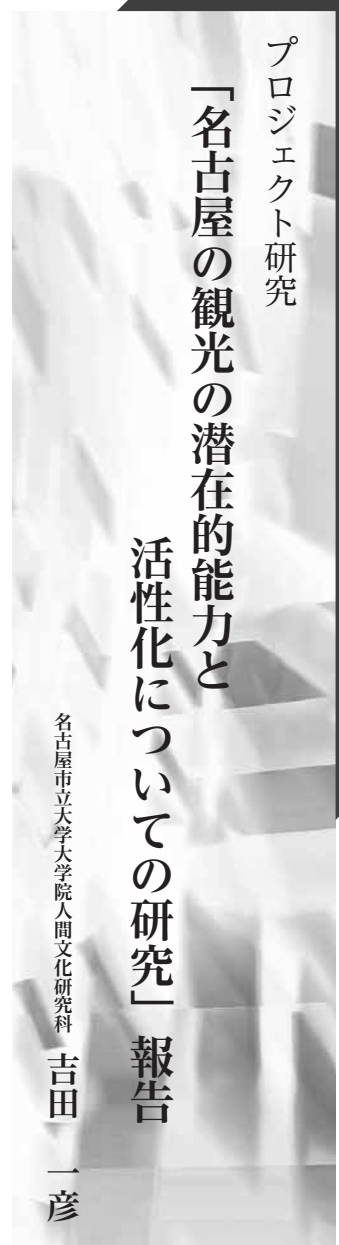 プロジェクト研究
「名古屋の観光の潜在的能力と
活性化についての研究」報告
名古屋市立大学大学院人間文化研究科 吉田 一彦